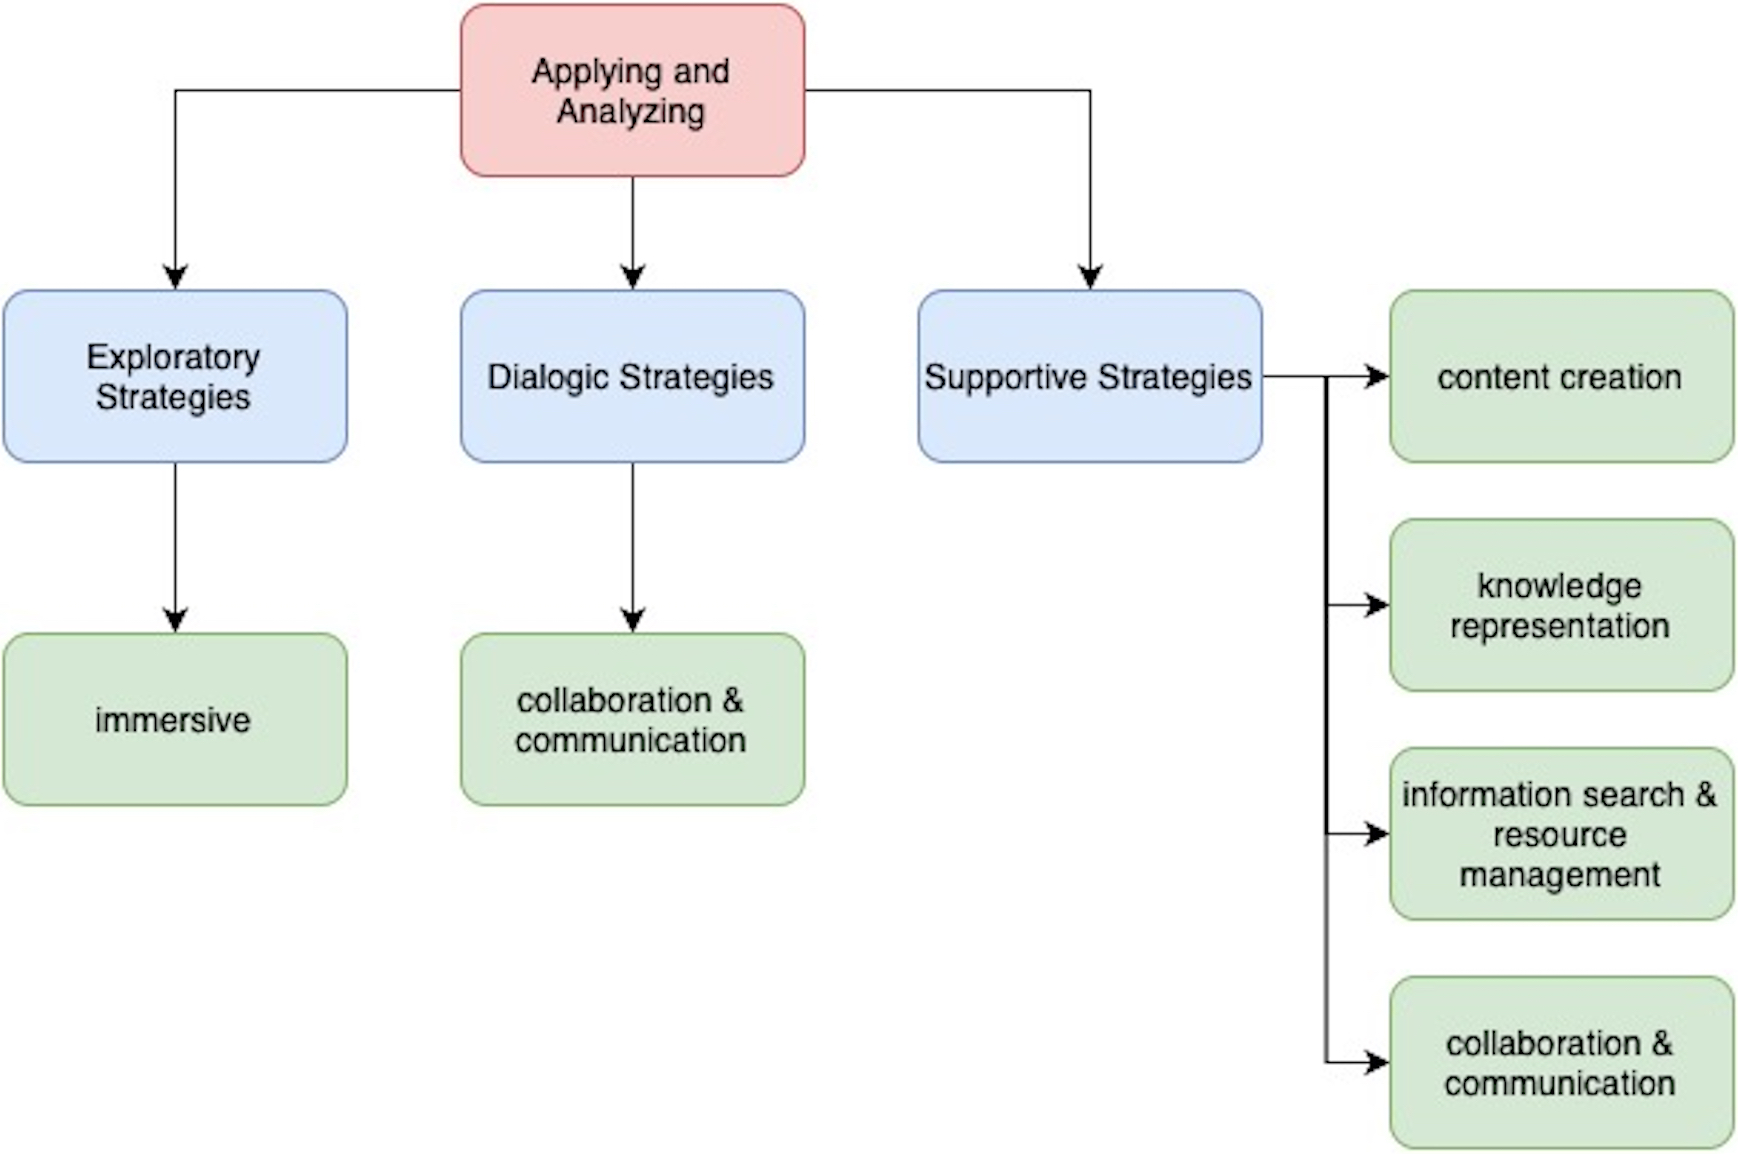 Applying and
Analyzing
Exploratory
Strategies
Dialogic Strategies
Supportive Strategies
content creation
knowledge
representation
immersive
collaboration &
communication
information search &
resource
management
collaboration &
communication